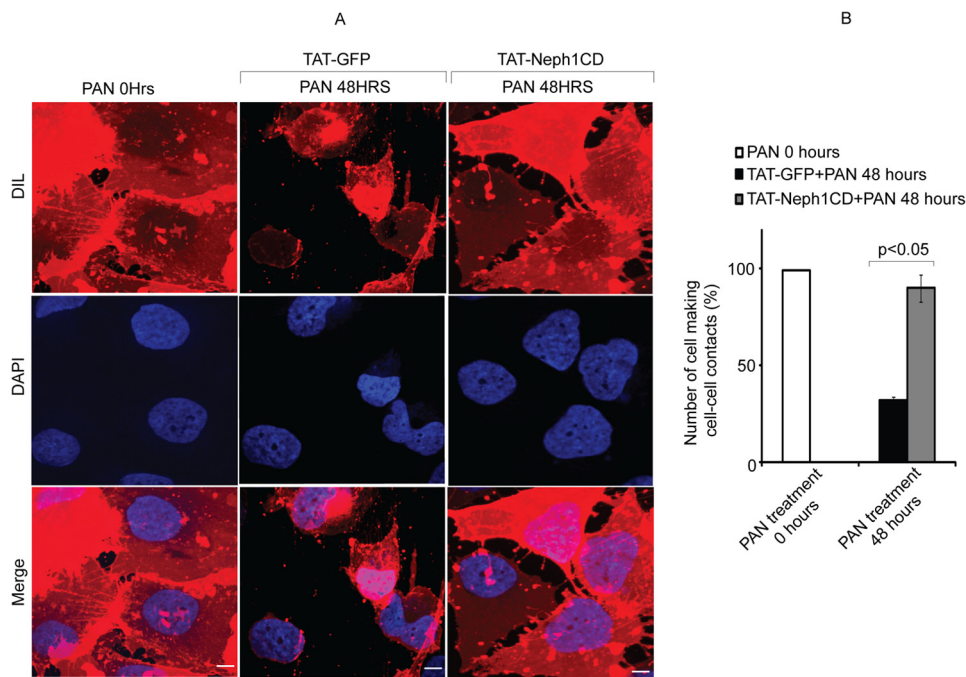 A
B
TAT-GFP
TAT-Neph1CD
PAN 0Hrs
PAN 48HRS
PAN 48HRS
DIL
DAPI
Merge
PAN 0 hours
TAT-GFP+PAN 48 hours
TAT-Neph1CD+PAN 48 hours
p<0.05
Number of cell making
cell-cell contacts (%)
100
50
0
PAN treatment
0 hours
PAN treatment
48 hours